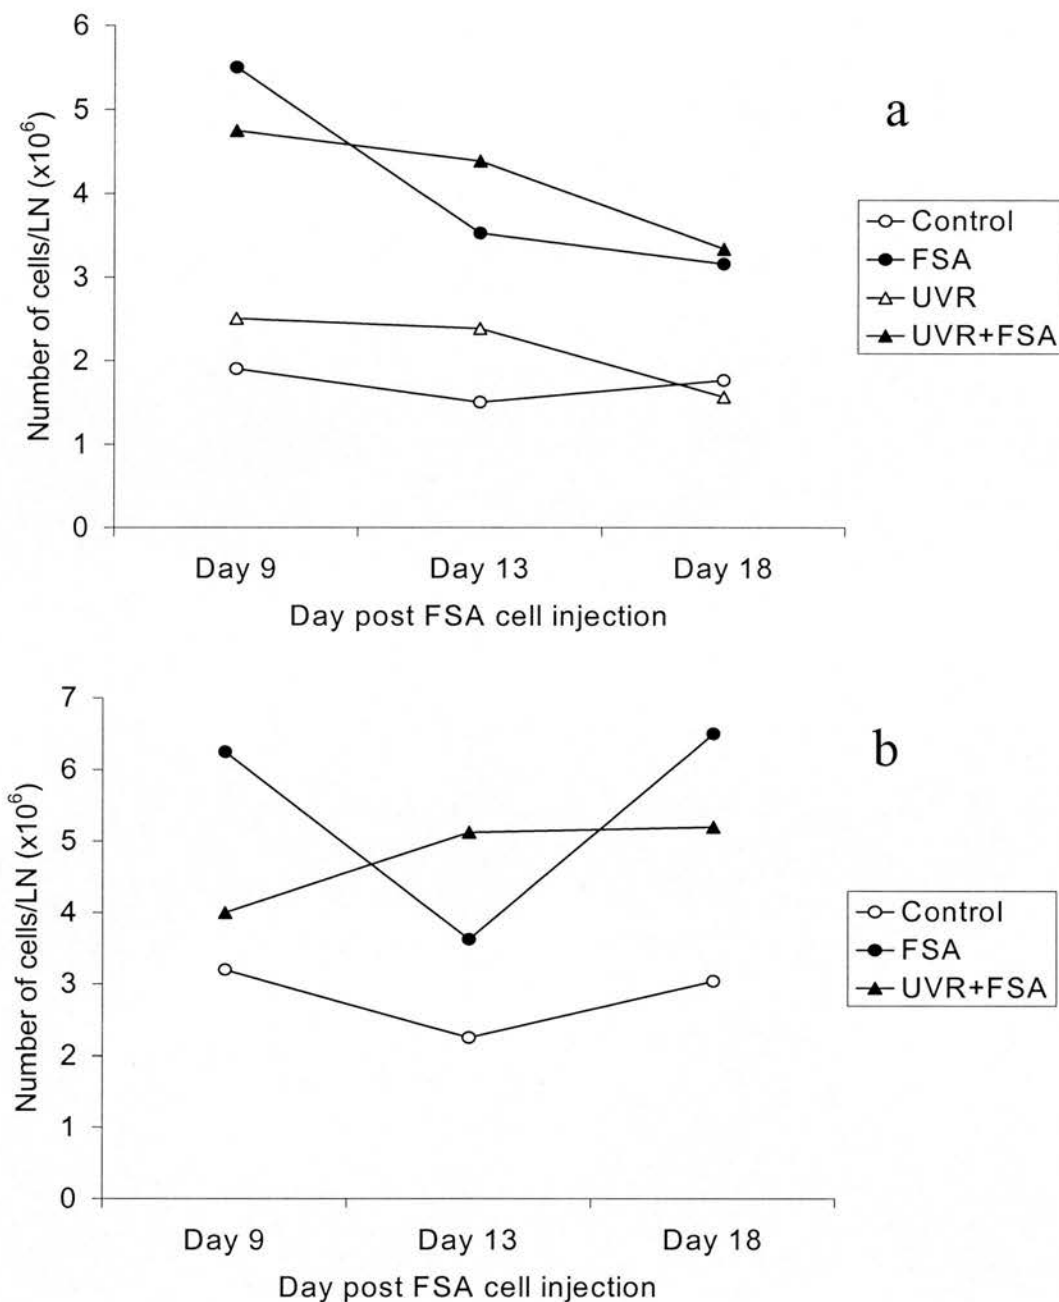 6
5
4
3
2
1
0
Number of cells/LN (x10⁶)
Day 9
Day 13
Day 18
Day post FSA cell injection
a
Control
FSA
UVR
UVR+FSA
7
6
5
4
3
2
1
0
Number of cells/LN (x10⁶)
Day 9
Day 13
Day 18
Day post FSA cell injection
b
Control
FSA
UVR+FSA